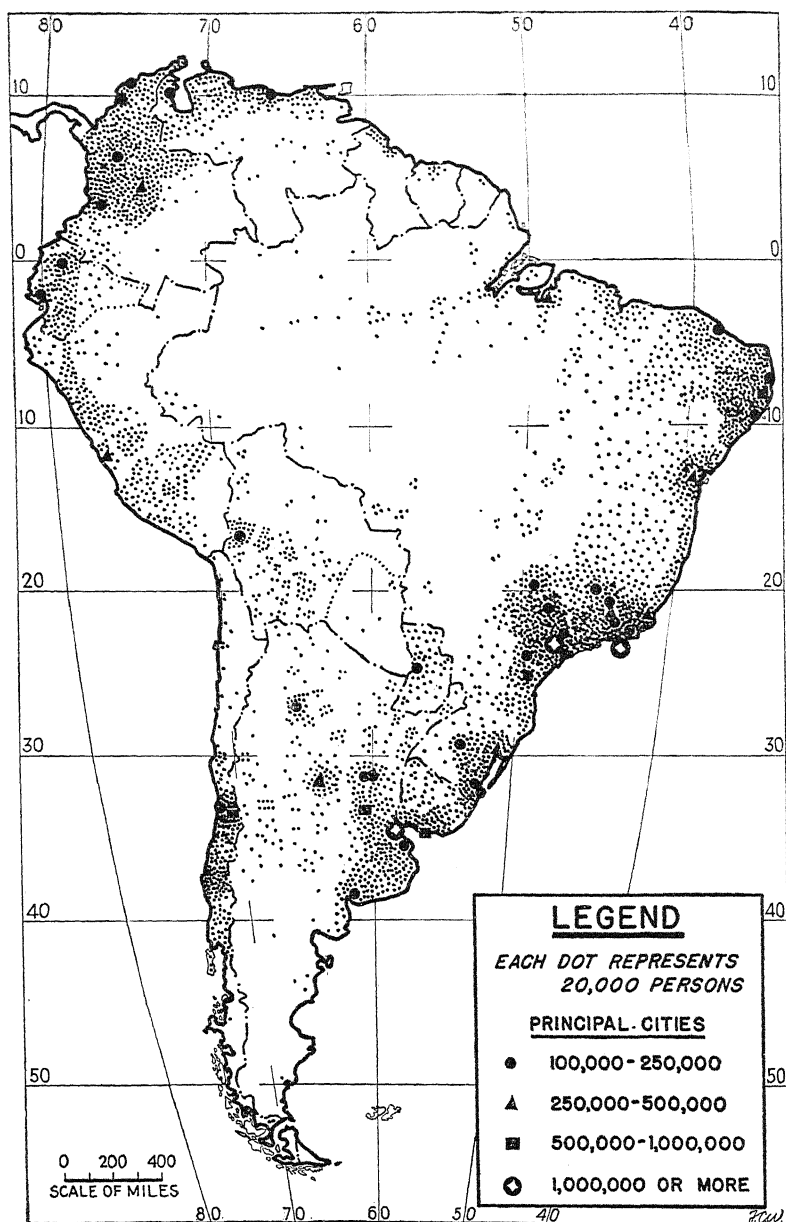 80 70 60 50 40
10 10
0 0
10 10
20 20
30 30
40 40
50 50
LEGEND
EACH DOT REPRESENTS
20,000 PERSONS
PRINCIPAL CITIES
100,000-250,000
250,000-500,000
500,000-1,000,000
1,000,000 OR MORE
0 200 400
SCALE OF MILES
80 70 60 50 40